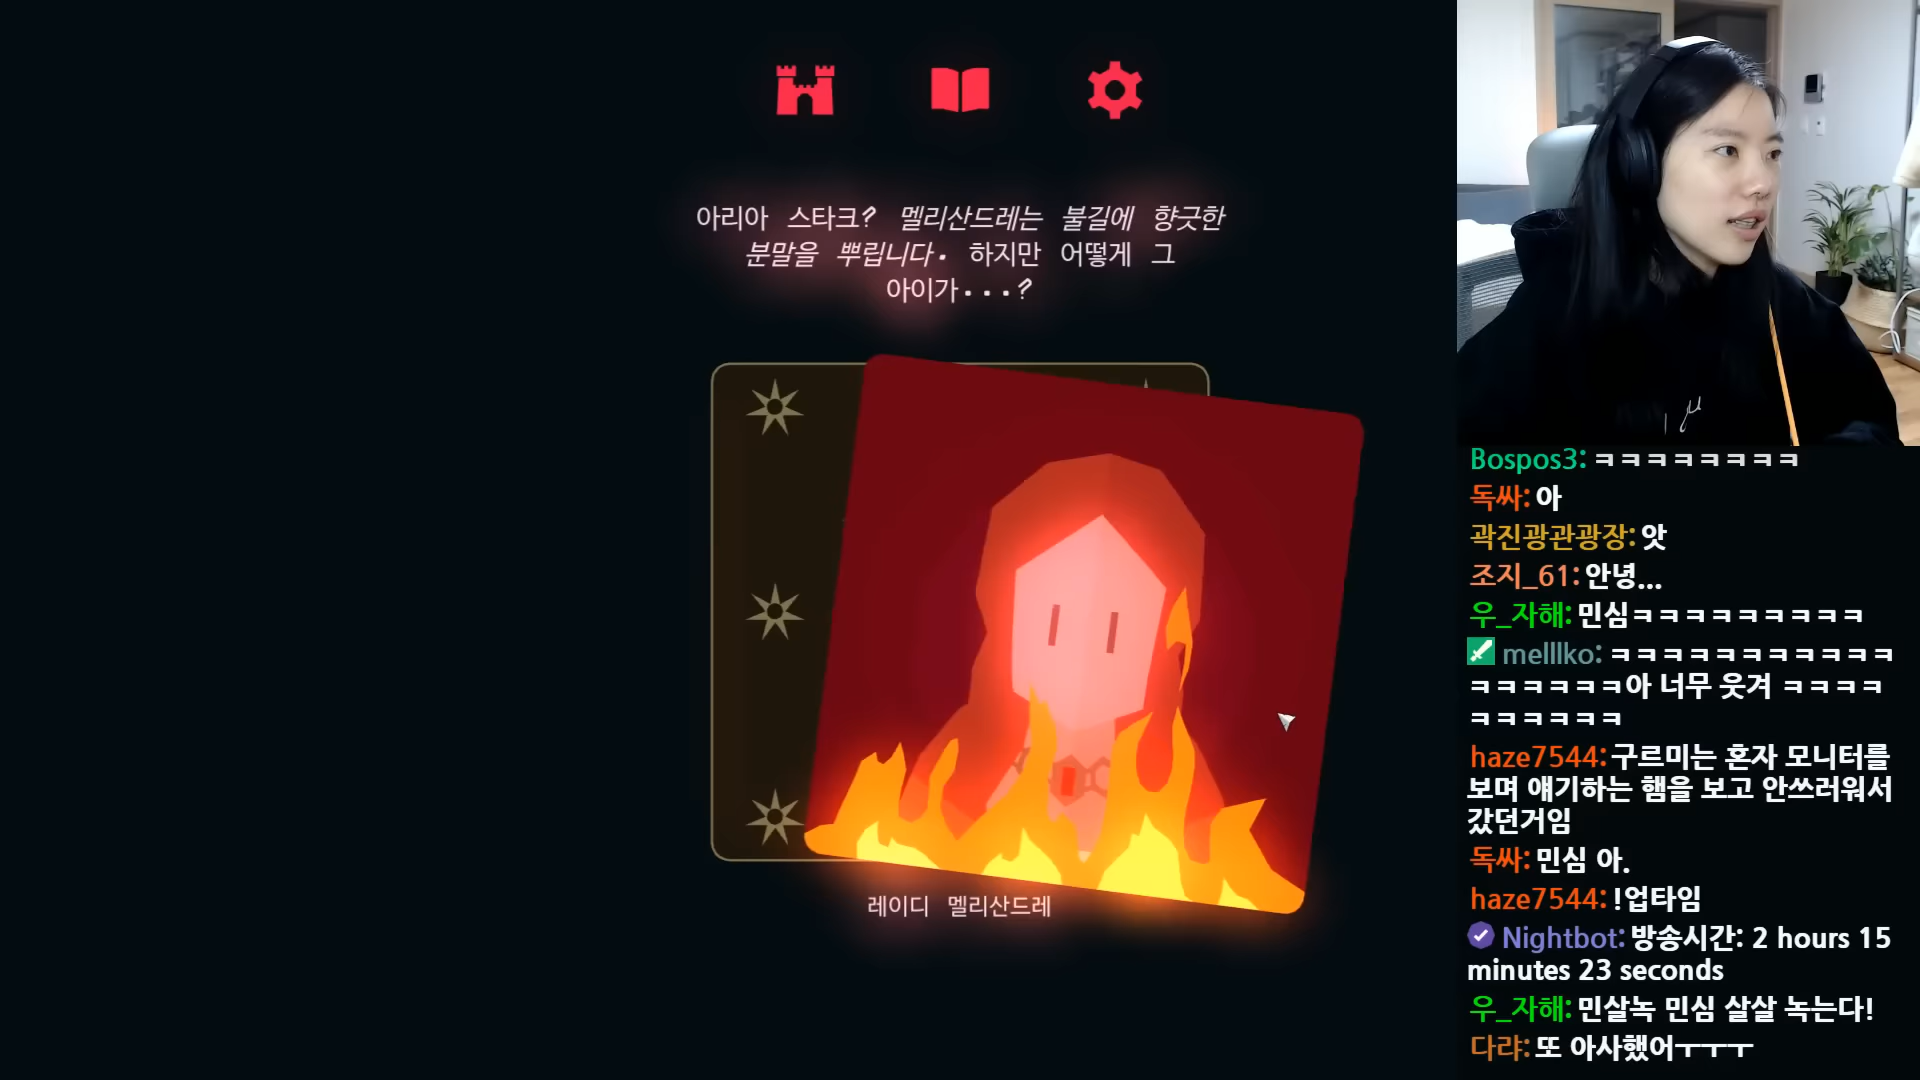 아리아 스타크? 멜리산드레는 불길에 향긋한
분말을 뿌립니다. 하지만 어떻게 그
아이가...?
레이디 멜리산드레
Bospos3: ㅋㅋㅋㅋㅋㅋㅋㅋ
독싸: 아
곽진광관광장: 앗
조지_61: 안녕...
우_자해: 민심ㅋㅋㅋㅋㅋㅋㅋㅋㅋ
melllko: ㅋㅋㅋㅋㅋㅋㅋㅋㅋㅋㅋ
ㅋㅋㅋㅋㅋㅋ아 너무 웃겨 ㅋㅋㅋㅋ
ㅋㅋㅋㅋㅋㅋ
haze7544: 구르미는 혼자 모니터를
보며 얘기하는 햄을 보고 안쓰러워서
갔던거임
독싸: 민심 아.
haze7544: !업타임
Nightbot: 방송시간: 2 hours 15
minutes 23 seconds
우_자해: 민살녹 민심 살살 녹는다!
다랴: 또 아사했어ㅜㅜㅜ